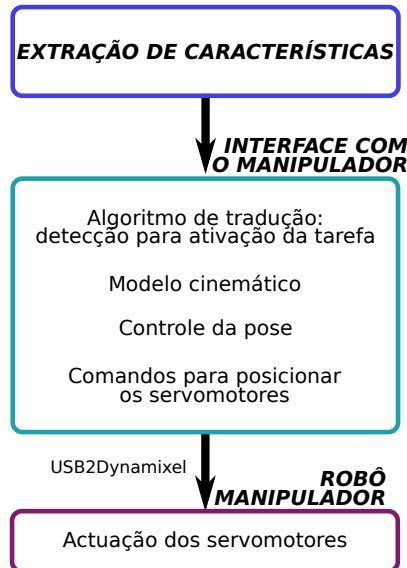 EXTRAÇÃO DE CARACTERÍSTICAS
INTERFACE COM
O MANIPULADOR
Algoritmo de tradução:
detecção para ativação da tarefa
Modelo cinemático
Controle da pose
Comandos para posicionar
os servomotores
USB2Dynamixel
ROBÔ
MANIPULADOR
Actuação dos servomotores